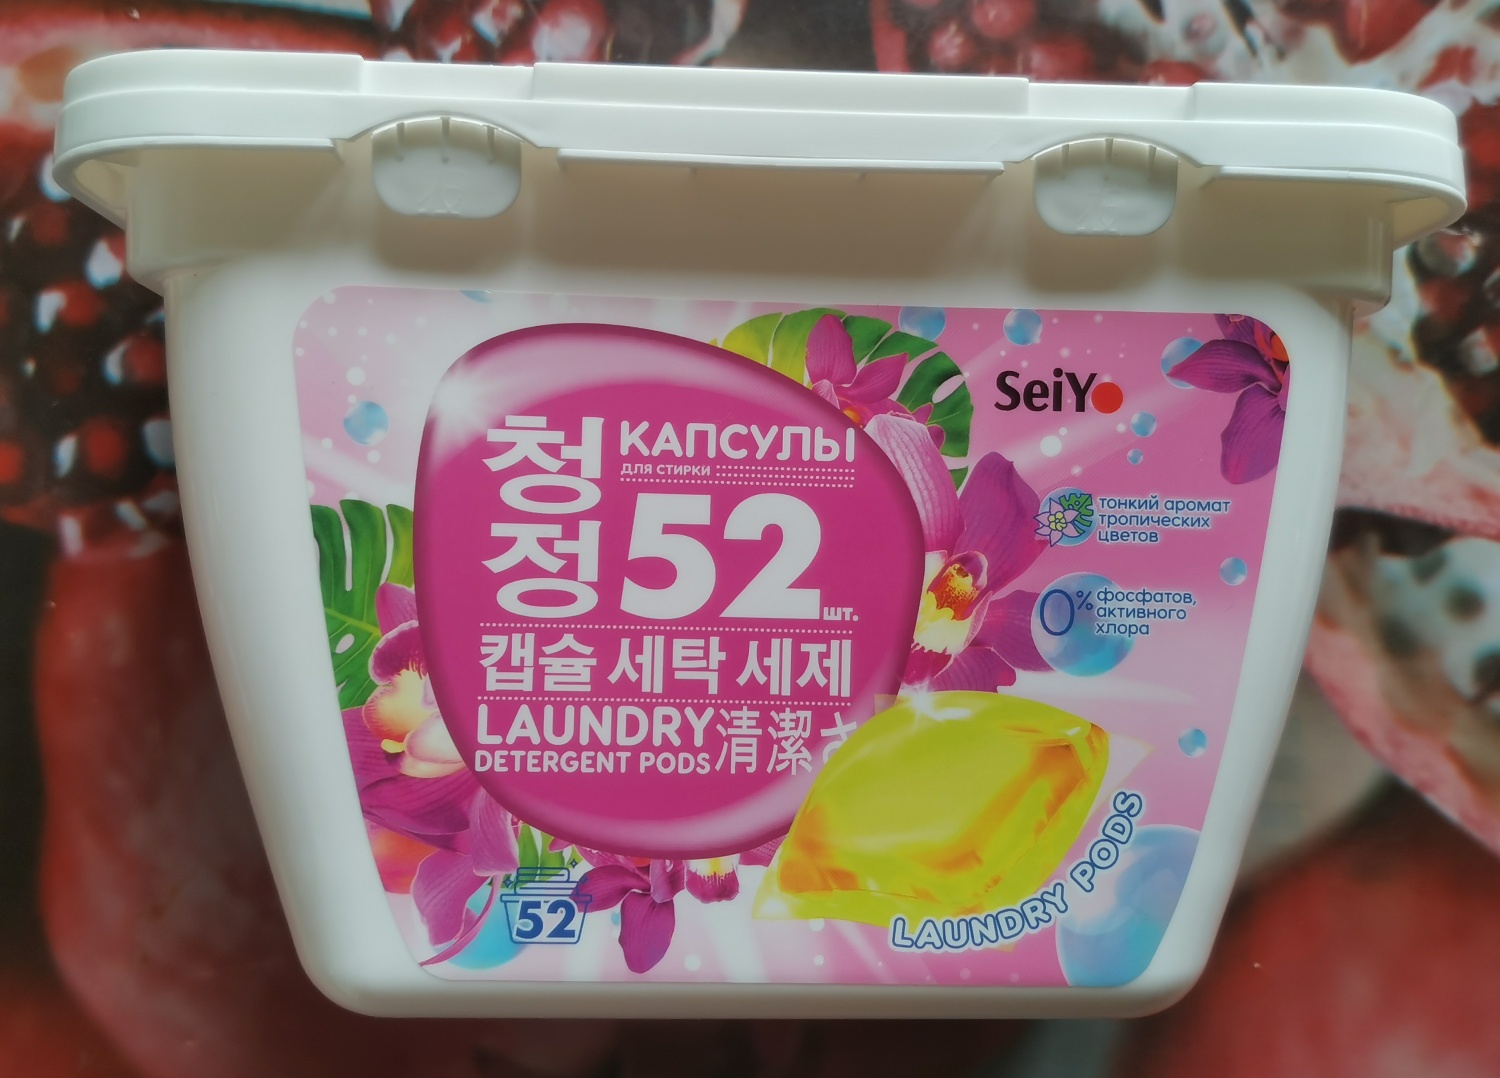 SeiYo
청정
КАПСУЛЫ
ДЛЯ СТИРКИ
52 шт.
캡슐 세탁 세제
LAUNDRY
DETERGENT PODS
清潔さ
тонкий аромат
тропических
цветов
0% фосфатов,
активного
хлора
LAUNDRY PODS
52